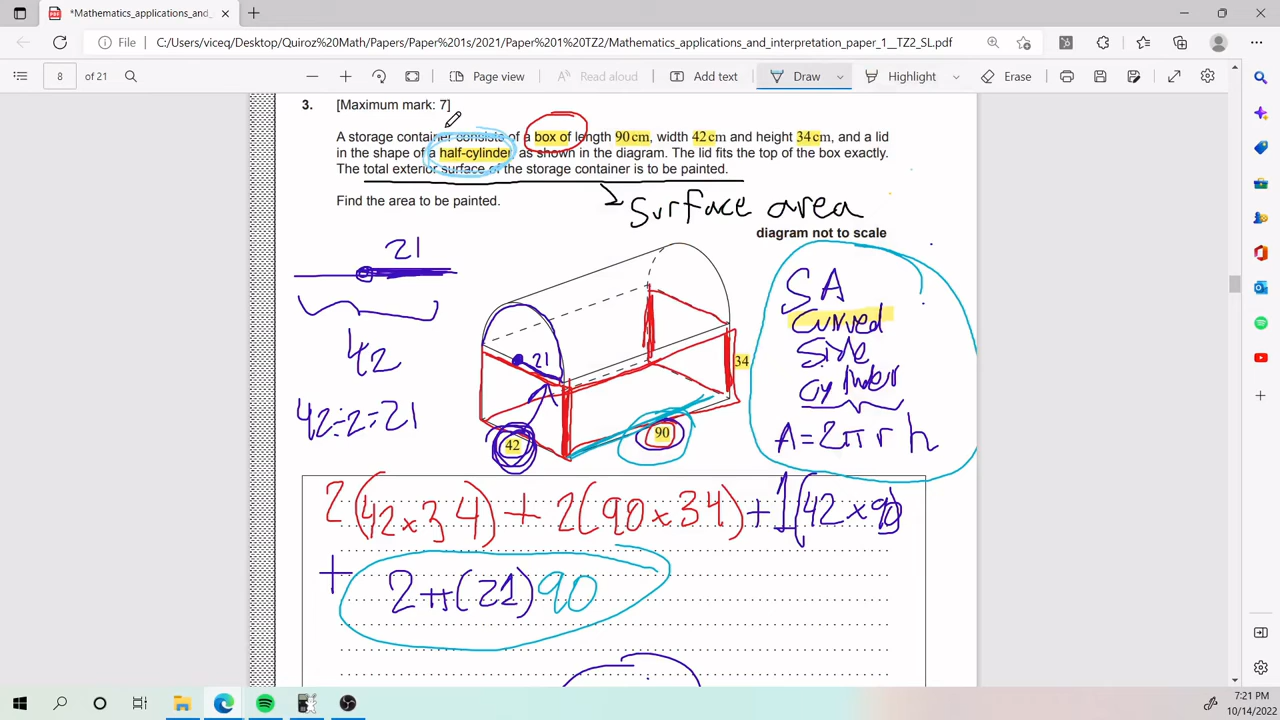 *Mathematics_applications_and_
File
C:/Users/viceq/Desktop/Quiroz%20Math/Papers/Paper%201s/2021/Paper%201%20TZ2/Mathematics_applications_and_interpretation_paper_1__TZ2_SL.pdf
8 of 21
Page view
Read aloud
Add text
Draw
Highlight
Erase
3. [Maximum mark: 7]
A storage container consists of a box of length 90 cm, width 42 cm and height 34 cm, and a lid
in the shape of a half-cylinder as shown in the diagram. The lid fits the top of the box exactly.
The total exterior surface of the storage container is to be painted.
Find the area to be painted.
Surface area
diagram not to scale
21
42
42÷2=21
21
34
42
90
SA
curved
side
cylinder
A=2π r h
2(42×34)+2(90×34)+1(42×90)
+ 2π(21)90
7:21 PM
10/14/2022